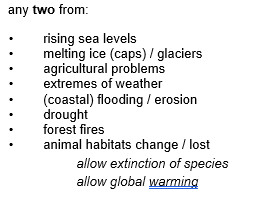 any two from:
• rising sea levels
• melting ice (caps) / glaciers
• agricultural problems
• extremes of weather
• (coastal) flooding / erosion
• drought
• forest fires
• animal habitats change / lost
allow extinction of species
allow global warming